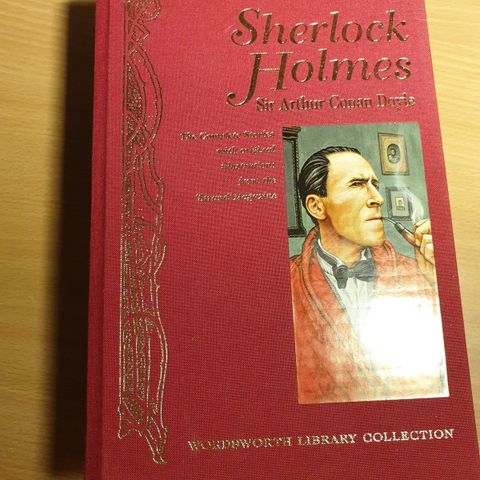 Sherlock
Holmes
Sir Arthur Conan Doyle
The Complete Stories
with original
illustrations
from the
'Strand' Magazine
WORDSWORTH LIBRARY COLLECTION